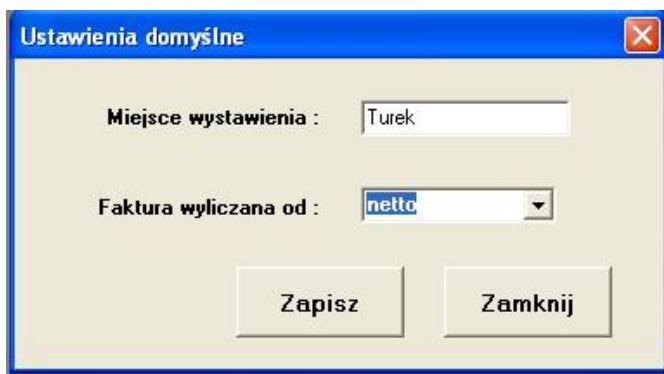 Ustawienia domyślne
Miejsce wystawienia : Turek
Faktura wyliczana od : netto
Zapisz Zamknij